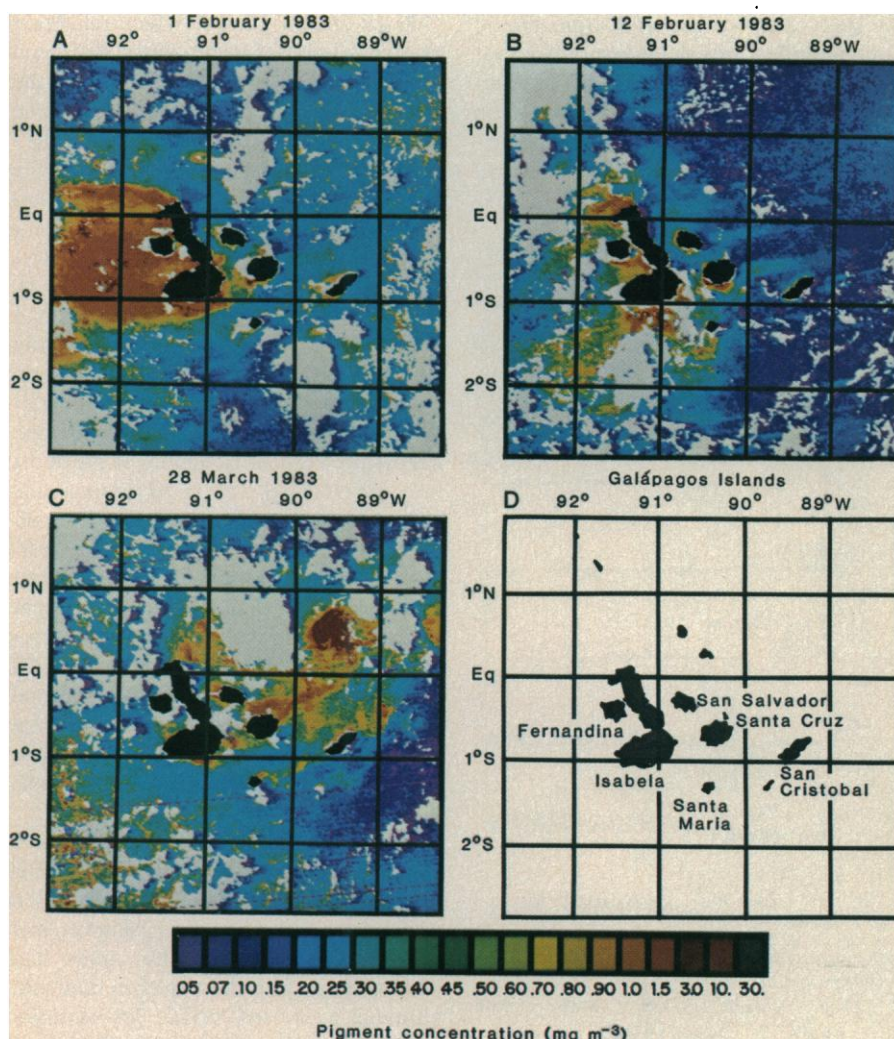 1 February 1983
12 February 1983
A
92° 91° 90° 89°W
B
92° 91° 90° 89°W
1°N
Eq
1°S
2°S
1°N
Eq
1°S
2°S
28 March 1983
Galápagos Islands
C
92° 91° 90° 89°W
D
92° 91° 90° 89°W
1°N
Eq
1°S
2°S
1°N
Eq
1°S
2°S
San Salvador
Santa Cruz
Fernandina
Isabela
San
Cristobal
Santa
Maria
.05 .07 .10 .15 .20 .25 .30 .35 .40 .45 .50 .60 .70 .80 .90 1.0 1.5 3.0 10. 30.
Pigment concentration (mg m⁻³)